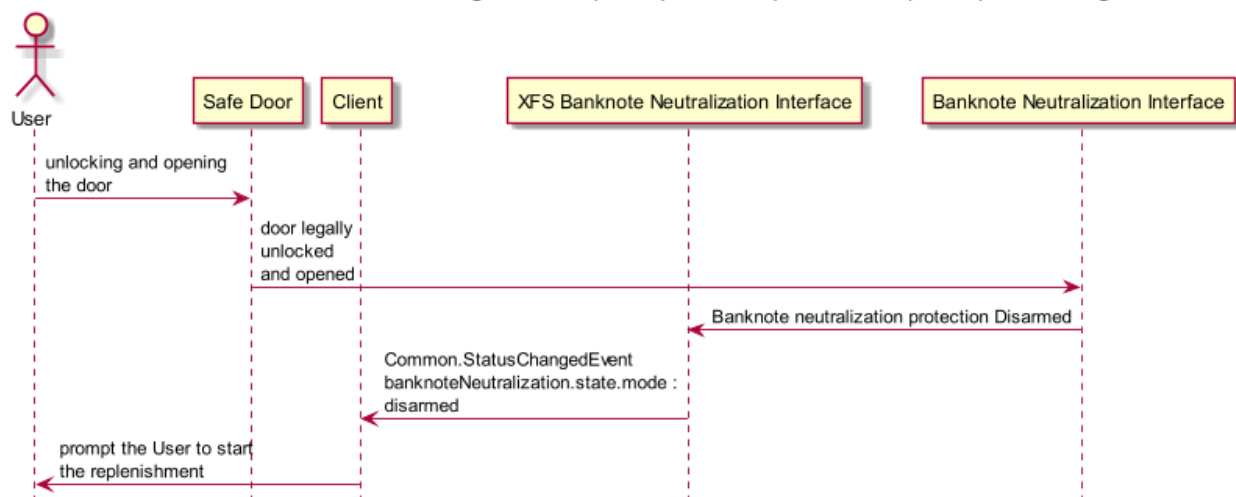 User
Safe Door
Client
XFS Banknote Neutralization Interface
Banknote Neutralization Interface
unlocking and opening
the door
door legally
unlocked
and opened
Banknote neutralization protection Disarmed
Common.StatusChangedEvent
banknoteNeutralization.state.mode :
disarmed
prompt the User to start
the replenishment